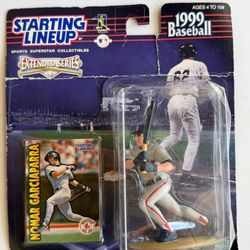 STARTING
LINEUP
SPORTS SUPERSTAR COLLECTIBLES
EXTENDED SERIES
AGES 4 TO 104
1999
Baseball
NOMAR GARCIAPARRA